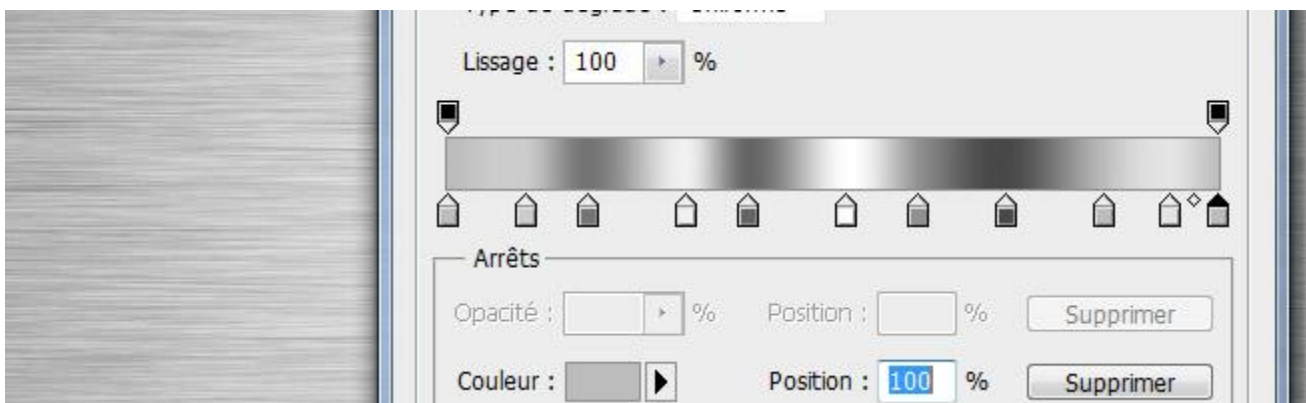 Lissage : 100 %
Arrêts
Opacité : % Position : % Supprimer
Couleur : Position : 100 % Supprimer